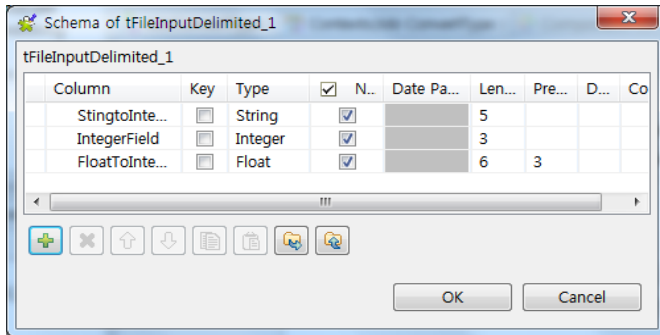 Schema of tFileInputDelimited_1
tFileInputDelimited_1
Column Key Type N... Date Pa... Len... Pre... D... Co
StingtoInte... String 5
IntegerField Integer 3
FloatToInte... Float 6 3
OK Cancel